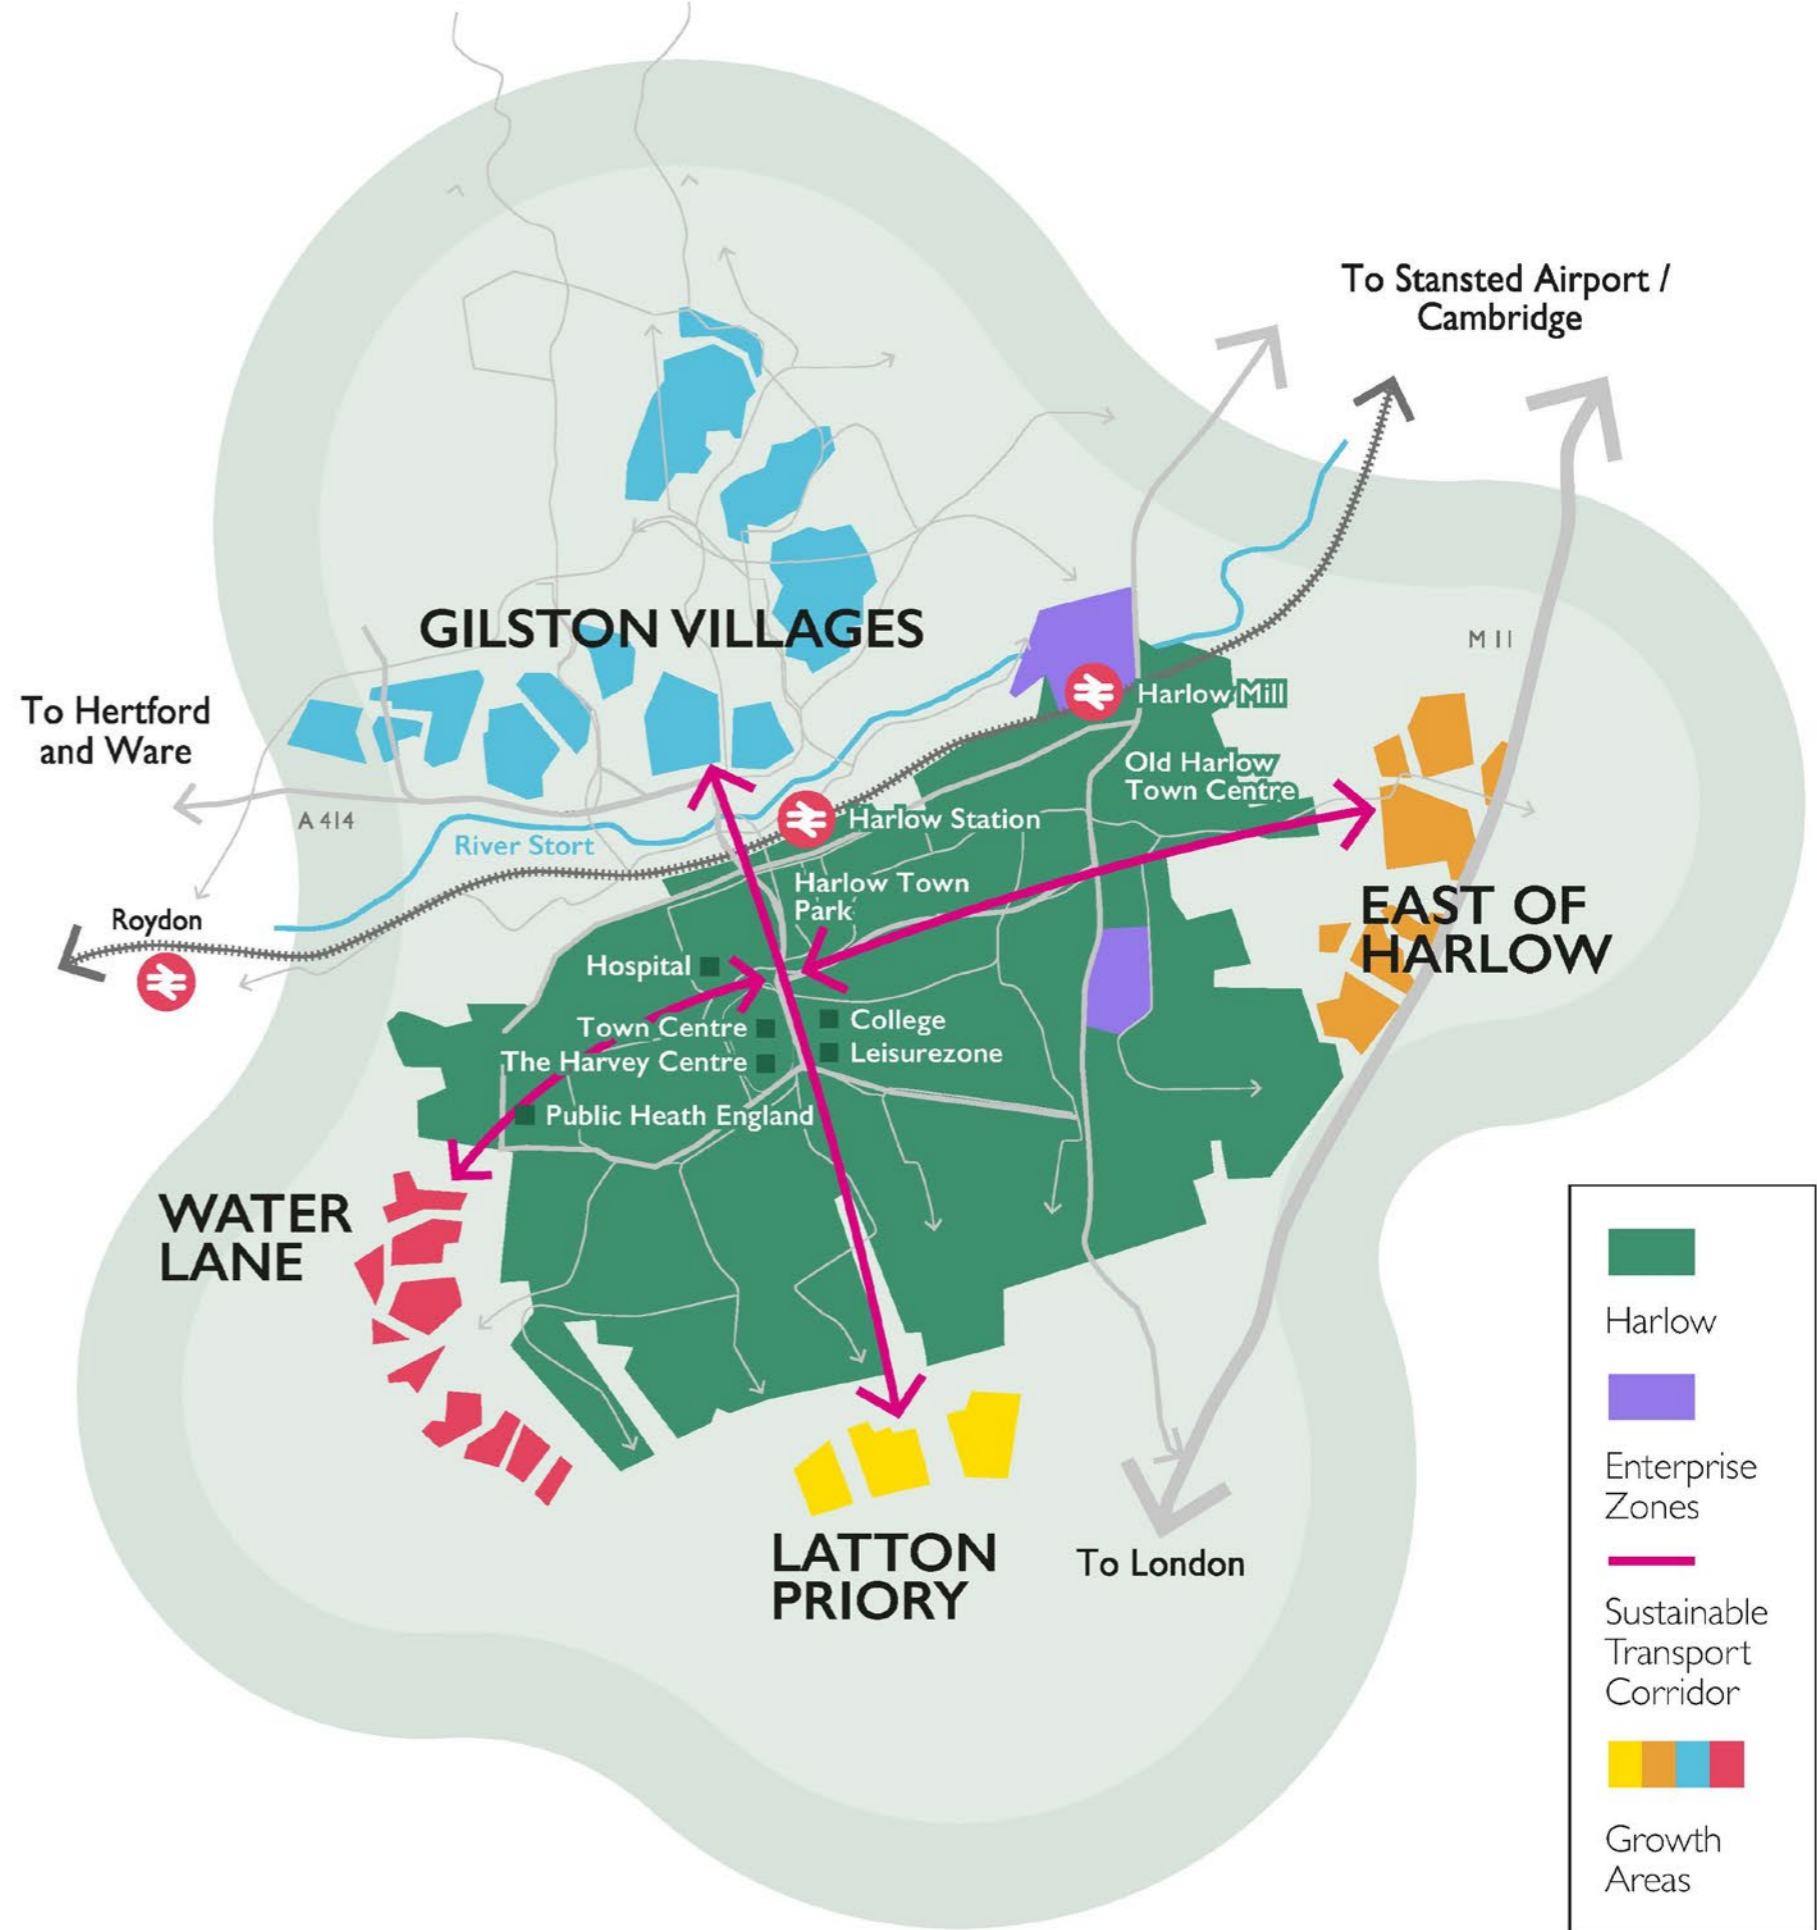 To Stansted Airport /
Cambridge
GILSTON VILLAGES
M11
To Hertford
and Ware
Harlow Mill
Old Harlow
Town Centre
A 414
River Stort
Harlow Station
Roydon
Harlow Town
Park
EAST OF
HARLOW
Hospital
Town Centre
The Harvey Centre
College
Leisurezone
Public Heath England
WATER
LANE
LATTON
PRIORY
To London
Harlow
Enterprise
Zones
Sustainable
Transport
Corridor
Growth
Areas